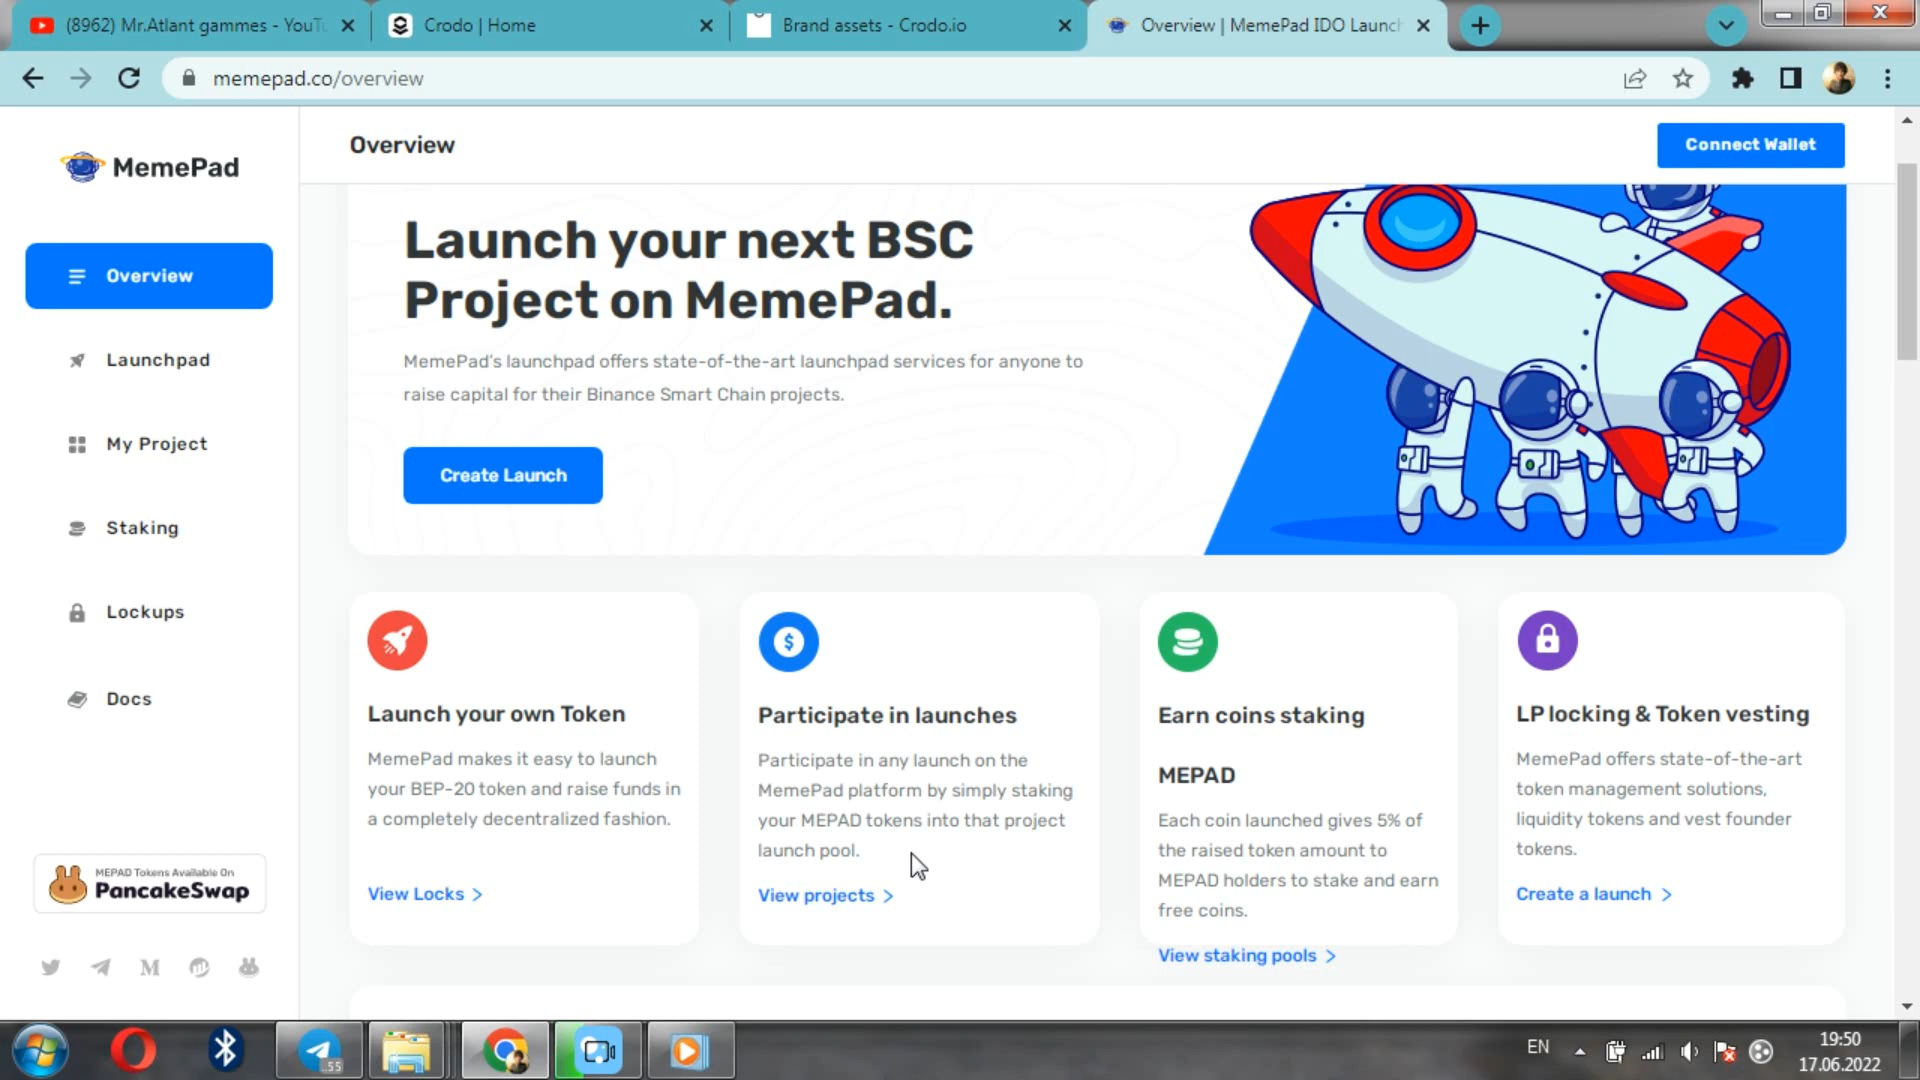 (8962) Mr.Atlant gammes - YouTu
Crodo | Home
Brand assets - Crodo.io
Overview | MemePad IDO Launch
memepad.co/overview
MemePad
Overview
Launchpad
My Project
Staking
Lockups
Docs
MEPAD Tokens Available On
PancakeSwap
Overview
Connect Wallet
Launch your next BSC
Project on MemePad.
MemePad's launchpad offers state-of-the-art launchpad services for anyone to
raise capital for their Binance Smart Chain projects.
Create Launch
Launch your own Token
MemePad makes it easy to launch
your BEP-20 token and raise funds in
a completely decentralized fashion.
View Locks >
Participate in launches
Participate in any launch on the
MemePad platform by simply staking
your MEPAD tokens into that project
launch pool.
View projects >
Earn coins staking
MEPAD
Each coin launched gives 5% of
the raised token amount to
MEPAD holders to stake and earn
free coins.
View staking pools >
LP locking & Token vesting
MemePad offers state-of-the-art
token management solutions,
liquidity tokens and vest founder
tokens.
Create a launch >
..55
EN
19:50
17.06.2022